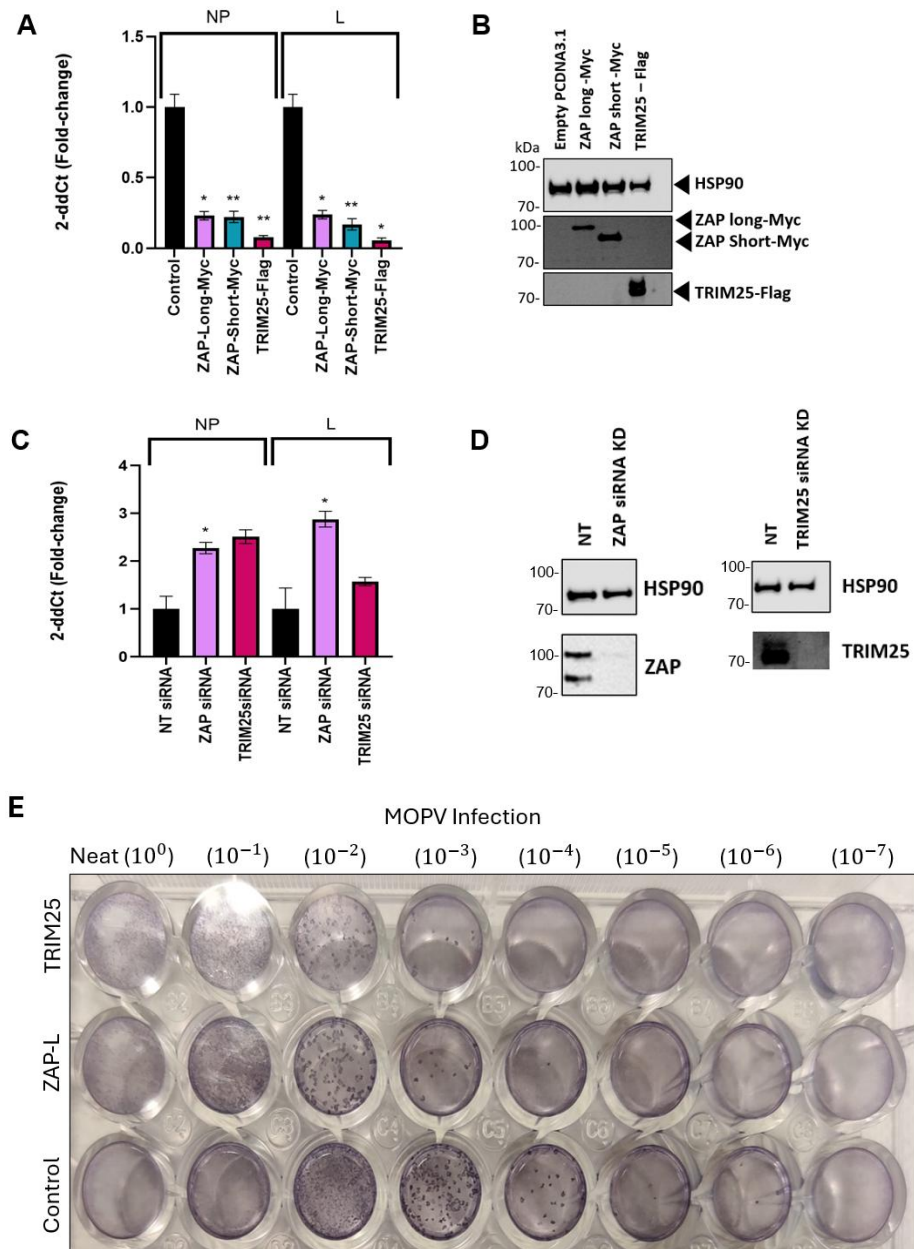 A
NP
L
2-ddCt (Fold-change)
1.5
1.0
0.5
0.0
Control
ZAP-Long-Myc
ZAP-Short-Myc
TRIM25-Flag
Control
ZAP-Long-Myc
ZAP-Short-Myc
TRIM25-Flag
*
**
**
*
**
*
B
Empty PCDNA3.1
ZAP long -Myc
ZAP short -Myc
TRIM25 – Flag
kDa
100-
70-
HSP90
100-
70-
ZAP long-Myc
ZAP Short-Myc
70-
TRIM25-Flag
C
NP
L
2-ddCt (Fold-change)
4
3
2
1
0
*
*
NT siRNA
ZAP siRNA
TRIM25siRNA
NT siRNA
ZAP siRNA
TRIM25 siRNA
D
NT
ZAP siRNA KD
100-
70-
HSP90
100-
70-
ZAP
NT
TRIM25 siRNA KD
100-
70-
HSP90
70-
TRIM25
E
MOPV Infection
Neat (10⁰) (10⁻¹) (10⁻²) (10⁻³) (10⁻⁴) (10⁻⁵) (10⁻⁶) (10⁻⁷)
TRIM25
ZAP-L
Control